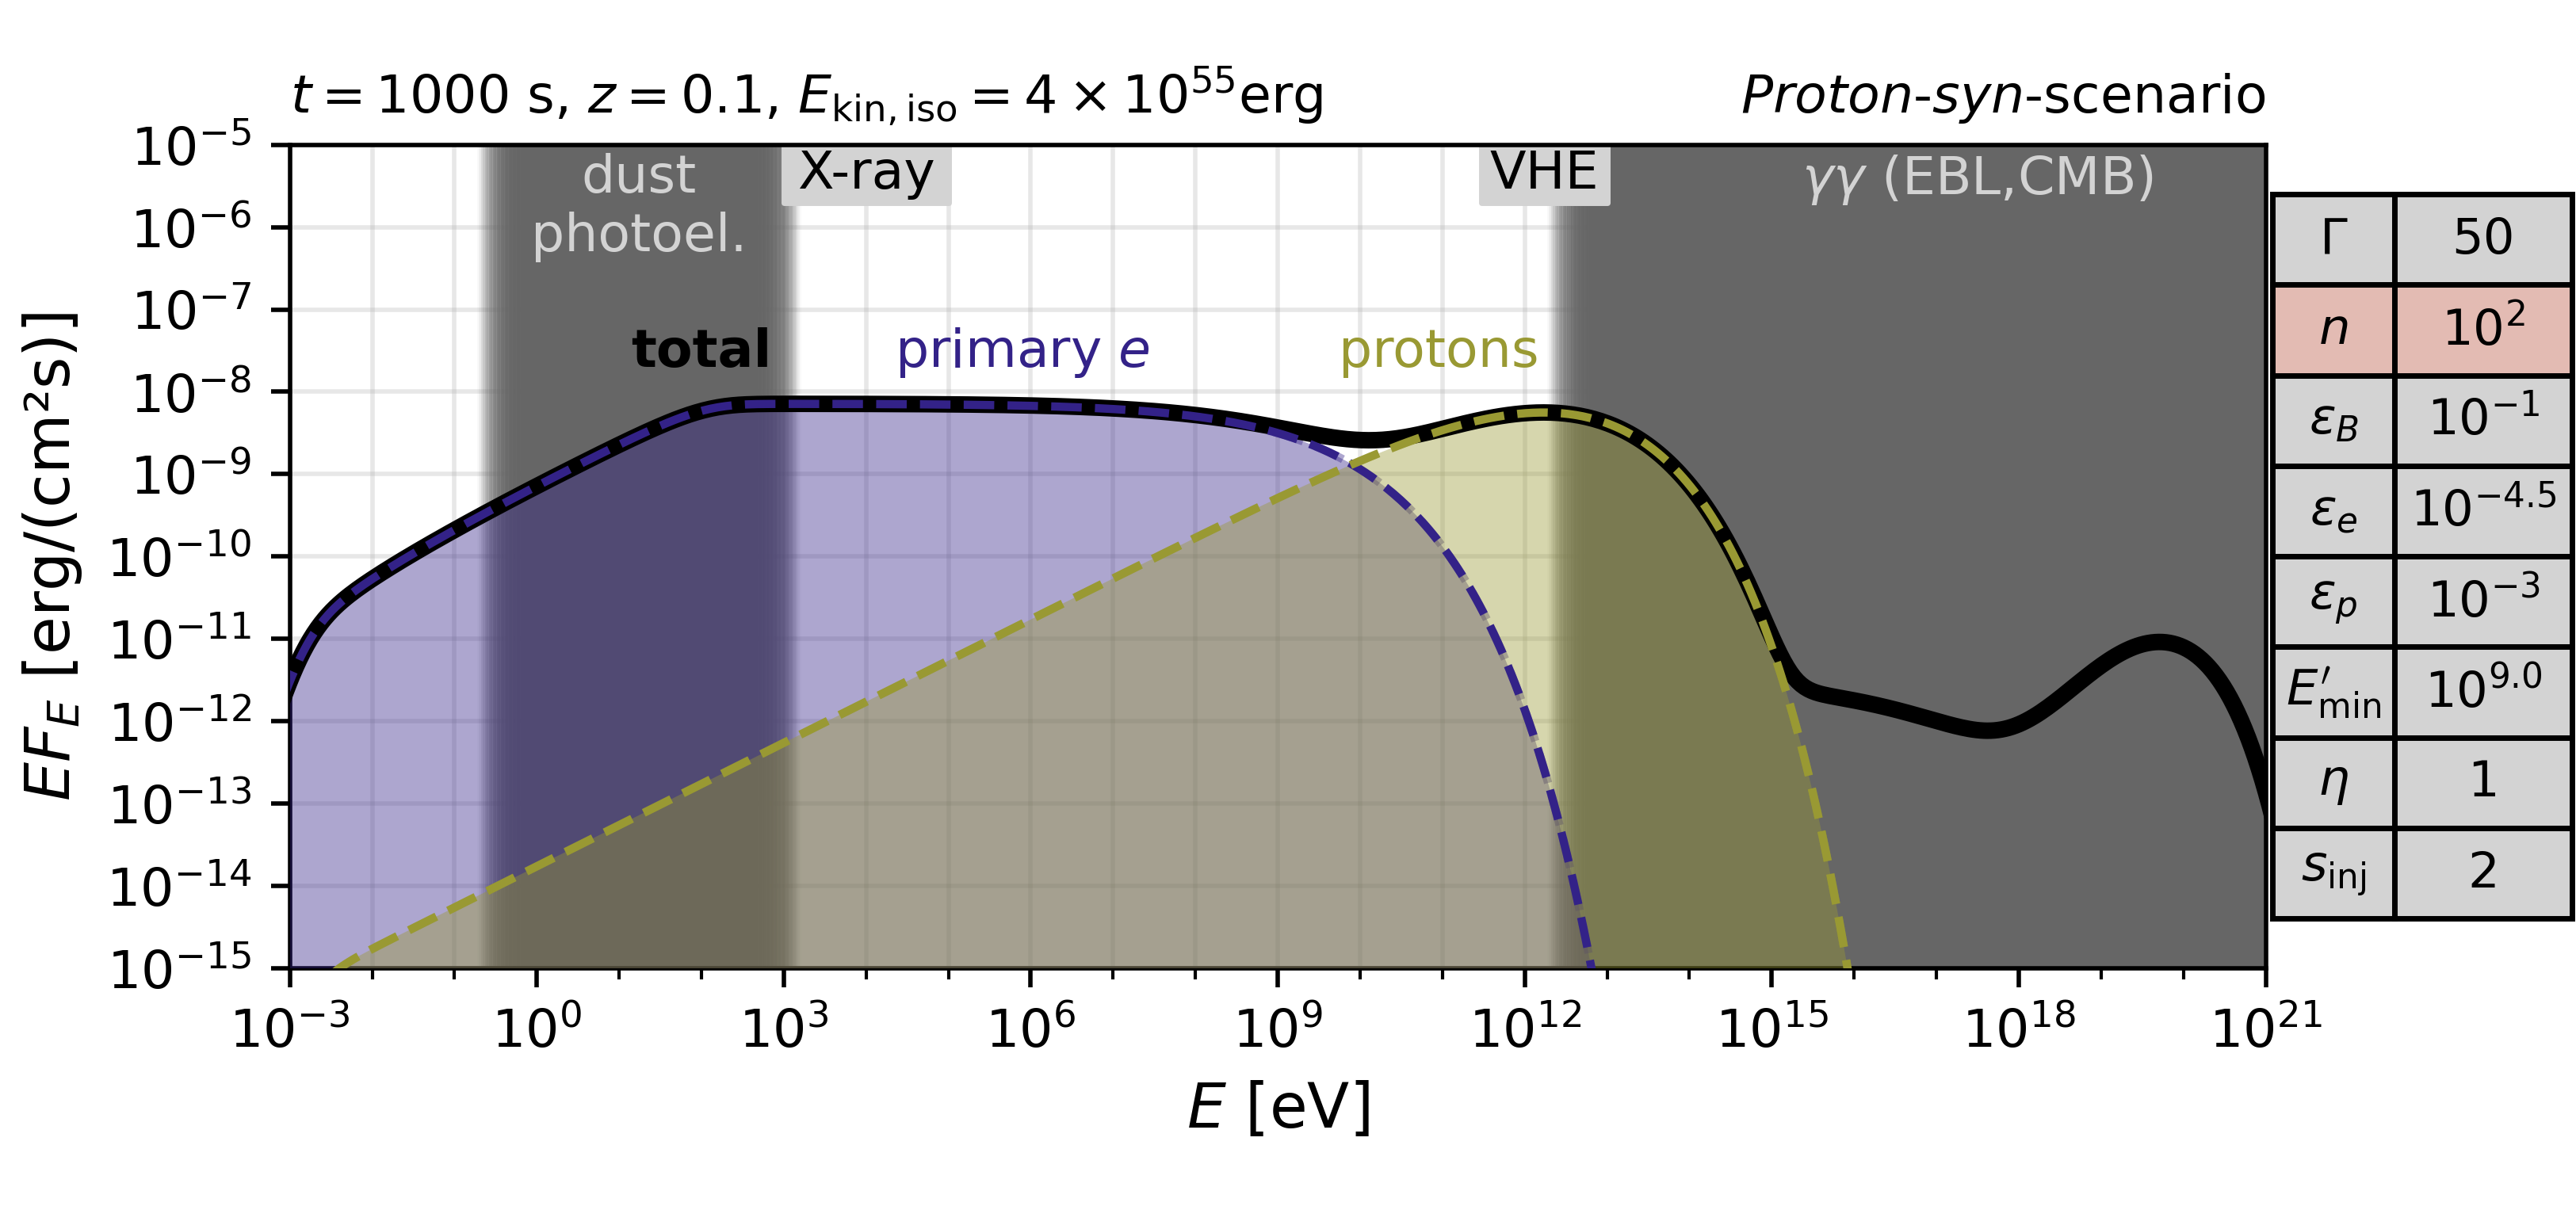 t = 1000 s, z = 0.1, E_kin,iso = 4 × 10^55 erg
Proton-syn-scenario
dust
photoel.
X-ray
VHE
γγ (EBL,CMB)
total
primary e
protons
EF_E [erg/(cm²s)]
10^−5
10^−6
10^−7
10^−8
10^−9
10^−10
10^−11
10^−12
10^−13
10^−14
10^−15
10^−3 10^0 10^3 10^6 10^9 10^12 10^15 10^18 10^21
E [eV]
Γ 50
n 10^2
ε_B 10^−1
ε_e 10^−4.5
ε_p 10^−3
E′_min 10^9.0
η 1
s_inj 2